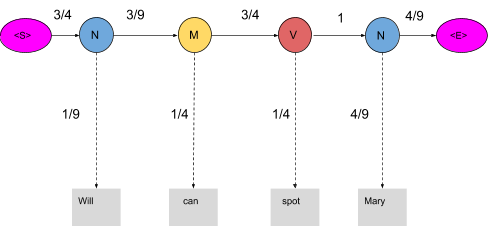 3/4 3/9 3/4 1 4/9
<S> N M V N <E>
1/9 1/4 1/4 4/9
Will can spot Mary